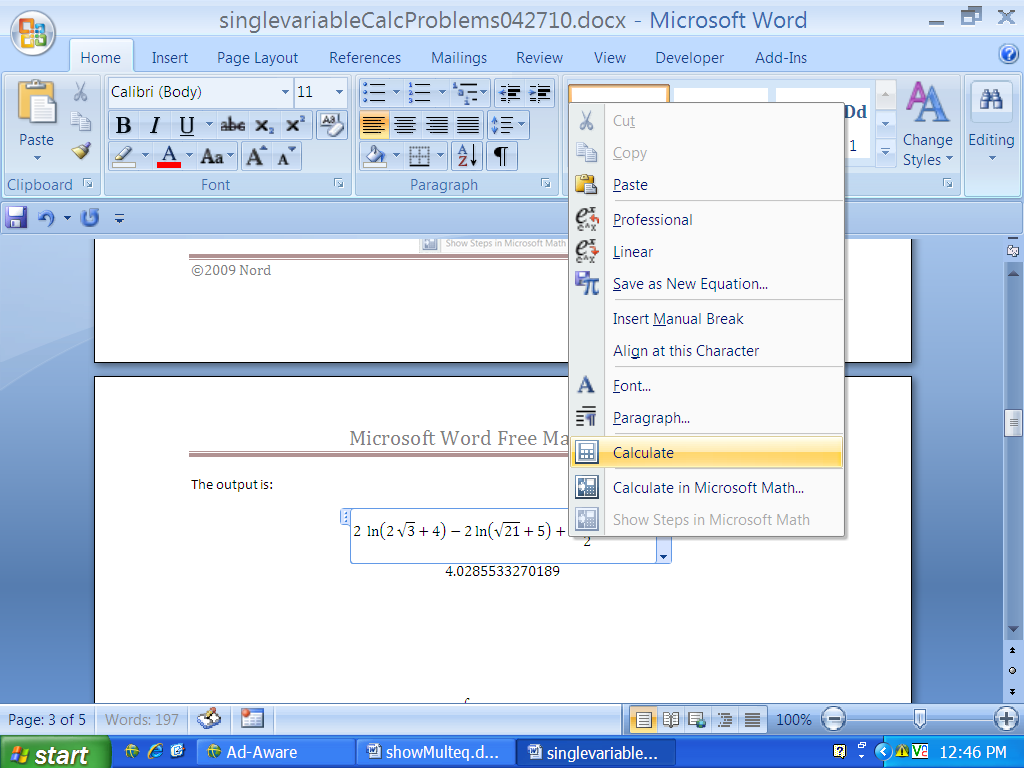 singlevariableCalcProblems042710.docx - Microsoft Word
Home Insert Page Layout References Mailings Review View Developer Add-Ins
Calibri (Body) 11
B I U abc X₂ X² AB
Paste
A Aa A A
A Z ¶
Dd
1
Change Styles
Editing
Clipboard Font Paragraph
Cut
Copy
Paste
Professional
Linear
Save as New Equation...
Insert Manual Break
Align at this Character
Font...
Paragraph...
Calculate
Calculate in Microsoft Math...
Show Steps in Microsoft Math
Show Steps in Microsoft Math
©2009 Nord
Microsoft Word Free Ma
The output is:
2 ln(2√3 + 4) − 2 ln(√21 + 5) +
2
4.0285533270189
Page: 3 of 5 Words: 197 100%
start Ad-Aware showMulteq.d... singlevariable... 12:46 PM